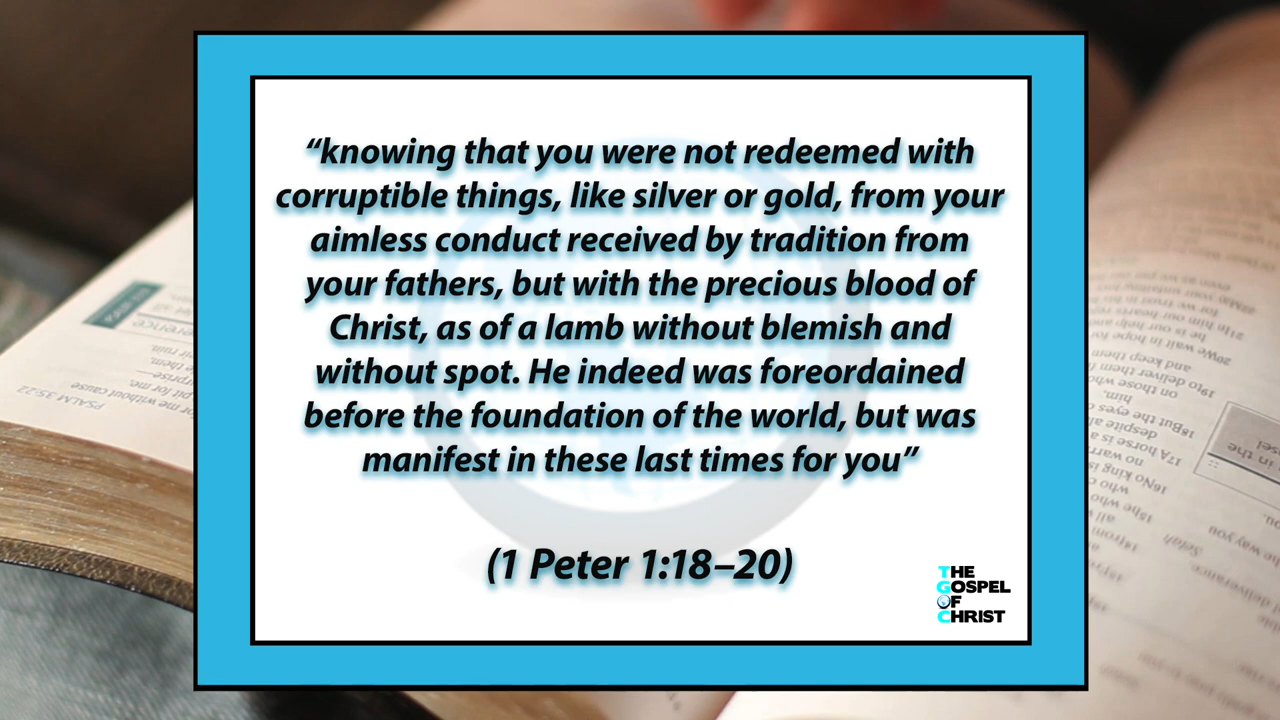 “knowing that you were not redeemed with
corruptible things, like silver or gold, from your
aimless conduct received by tradition from
your fathers, but with the precious blood of
Christ, as of a lamb without blemish and
without spot. He indeed was foreordained
before the foundation of the world, but was
manifest in these last times for you”
(1 Peter 1:18–20)
THE
GOSPEL
OF
CHRIST
PSALM 35:22